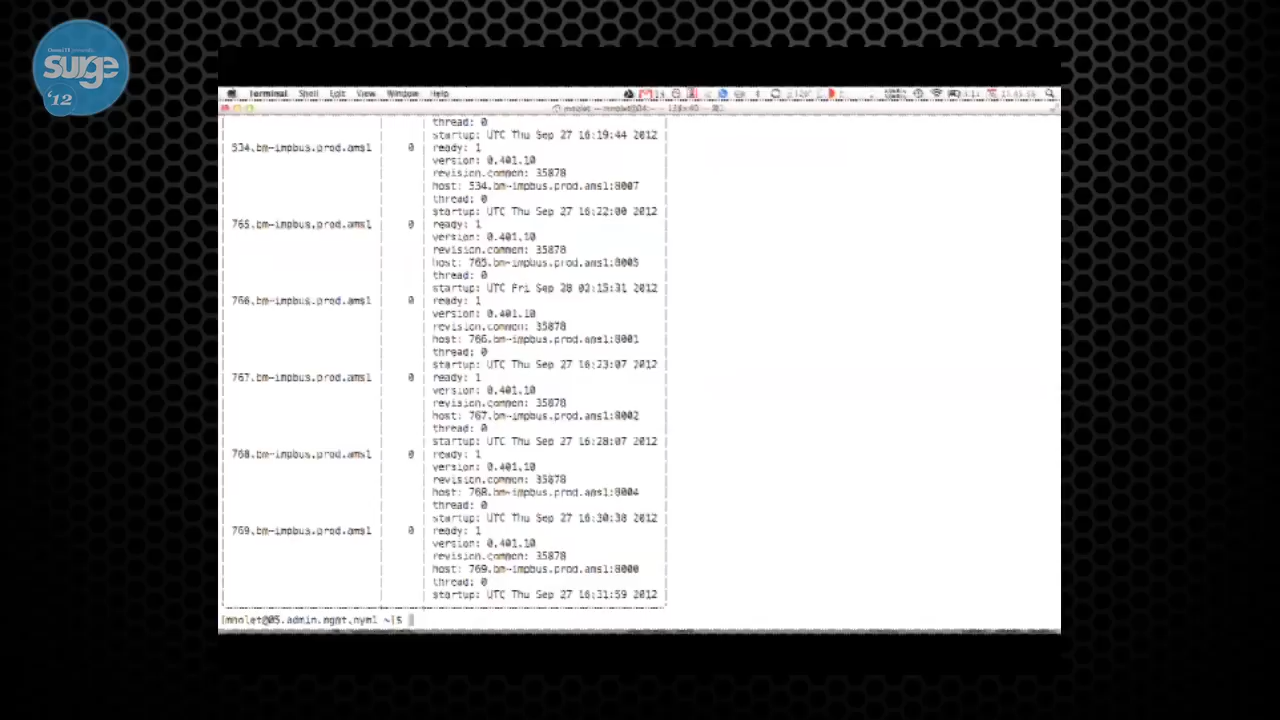 surge
'12
Terminal Shell Edit View Window Help
thread: 0
startup: UTC Thu Sep 27 16:19:44 2012
534.bm-impbus.prod.ams1 0 ready: 1
version: 0.401.10
revision.common: 35878
host: 534.bm-impbus.prod.ams1:8007
thread: 0
startup: UTC Thu Sep 27 16:22:00 2012
765.bm-impbus.prod.ams1 0 ready: 1
version: 0.401.10
revision.common: 35878
host: 765.bm-impbus.prod.ams1:8005
thread: 0
startup: UTC Fri Sep 28 02:15:31 2012
766.bm-impbus.prod.ams1 0 ready: 1
version: 0.401.10
revision.common: 35878
host: 766.bm-impbus.prod.ams1:8001
thread: 0
startup: UTC Thu Sep 27 16:23:07 2012
767.bm-impbus.prod.ams1 0 ready: 1
version: 0.401.10
revision.common: 35878
host: 767.bm-impbus.prod.ams1:8002
thread: 0
startup: UTC Thu Sep 27 16:28:07 2012
768.bm-impbus.prod.ams1 0 ready: 1
version: 0.401.10
revision.common: 35878
host: 768.bm-impbus.prod.ams1:8004
thread: 0
startup: UTC Thu Sep 27 16:30:38 2012
769.bm-impbus.prod.ams1 0 ready: 1
version: 0.401.10
revision.common: 35878
host: 769.bm-impbus.prod.ams1:8000
thread: 0
startup: UTC Thu Sep 27 16:31:59 2012
[mnolet@05.admin.mgmt.nym1 ~]$